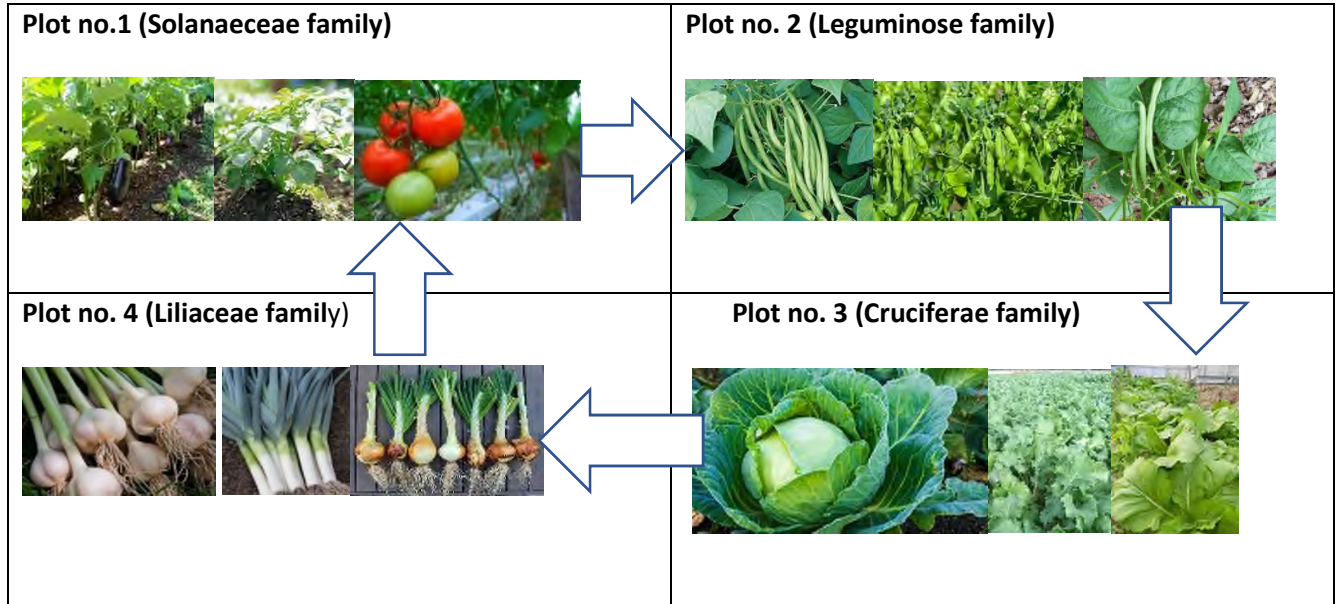 Plot no.1 (Solanaeceae family)
Plot no. 2 (Leguminose family)
Plot no. 4 (Liliaceae family)
Plot no. 3 (Cruciferae family)